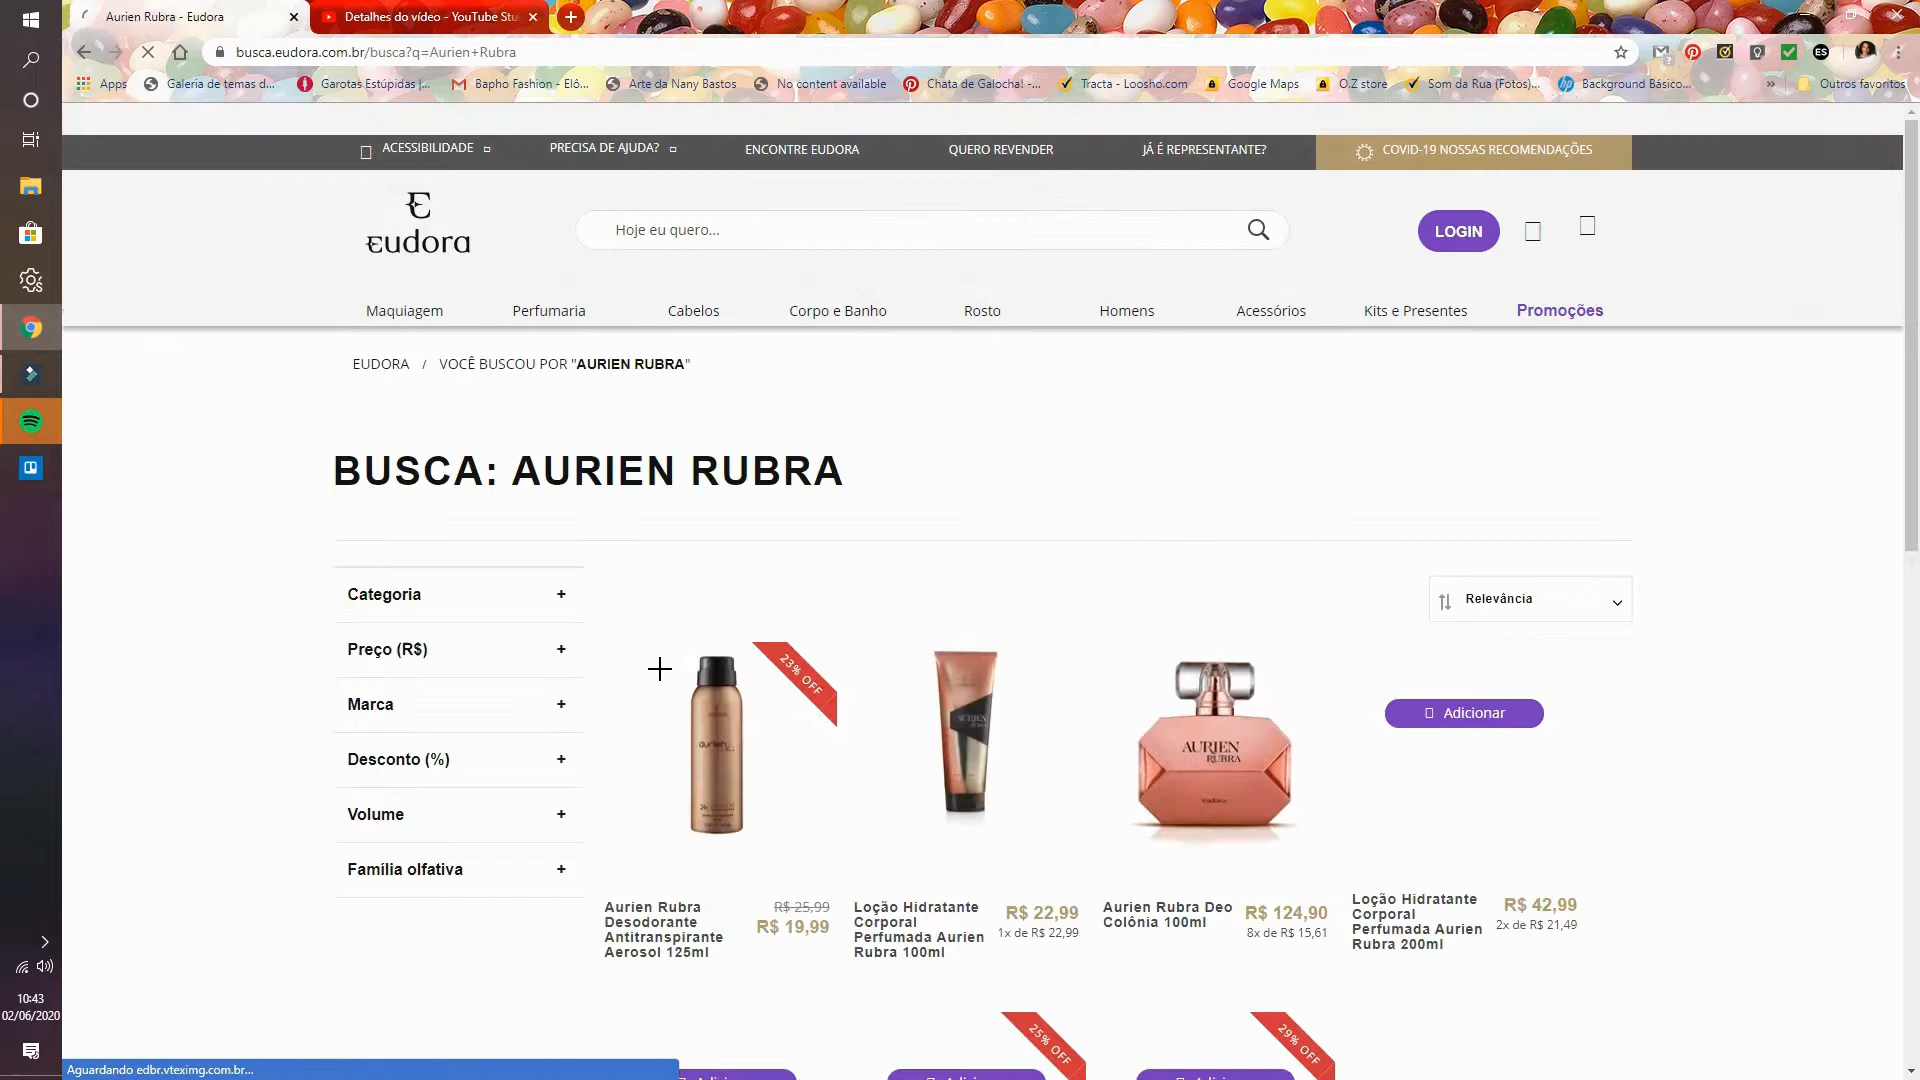 Aurien Rubra - Eudora
Detalhes do vídeo - YouTube Stu
busca.eudora.com.br/busca?q=Aurien+Rubra
Apps
Galeria de temas d...
Garotas Estúpidas |...
Bapho Fashion - Elô...
Arte da Nany Bastos
No content available
Chata de Galocha! -...
Tracta - Loosho.com
Google Maps
O.Z store
Som da Rua (Fotos)...
Background Básico...
»
Outros favoritos
ACESSIBILIDADE
PRECISA DE AJUDA?
ENCONTRE EUDORA
QUERO REVENDER
JÁ É REPRESENTANTE?
COVID-19 NOSSAS RECOMENDAÇÕES
eudora
Hoje eu quero...
LOGIN
Maquiagem
Perfumaria
Cabelos
Corpo e Banho
Rosto
Homens
Acessórios
Kits e Presentes
Promoções
EUDORA / VOCÊ BUSCOU POR "AURIEN RUBRA"
BUSCA: AURIEN RUBRA
Categoria +
Preço (R$) +
Marca +
Desconto (%) +
Volume +
Família olfativa +
Relevância
23% OFF
aurien
AURIEN
RUBRA
AURIEN
RUBRA
eudora
Adicionar
Aurien Rubra
Desodorante
Antitranspirante
Aerosol 125ml
R$ 25,99
R$ 19,99
Loção Hidratante
Corporal
Perfumada Aurien
Rubra 100ml
R$ 22,99
1x de R$ 22,99
Aurien Rubra Deo
Colônia 100ml
R$ 124,90
8x de R$ 15,61
Loção Hidratante
Corporal
Perfumada Aurien
Rubra 200ml
R$ 42,99
2x de R$ 21,49
25% OFF
29% OFF
10:43
02/06/2020
Aguardando edbr.vteximg.com.br...